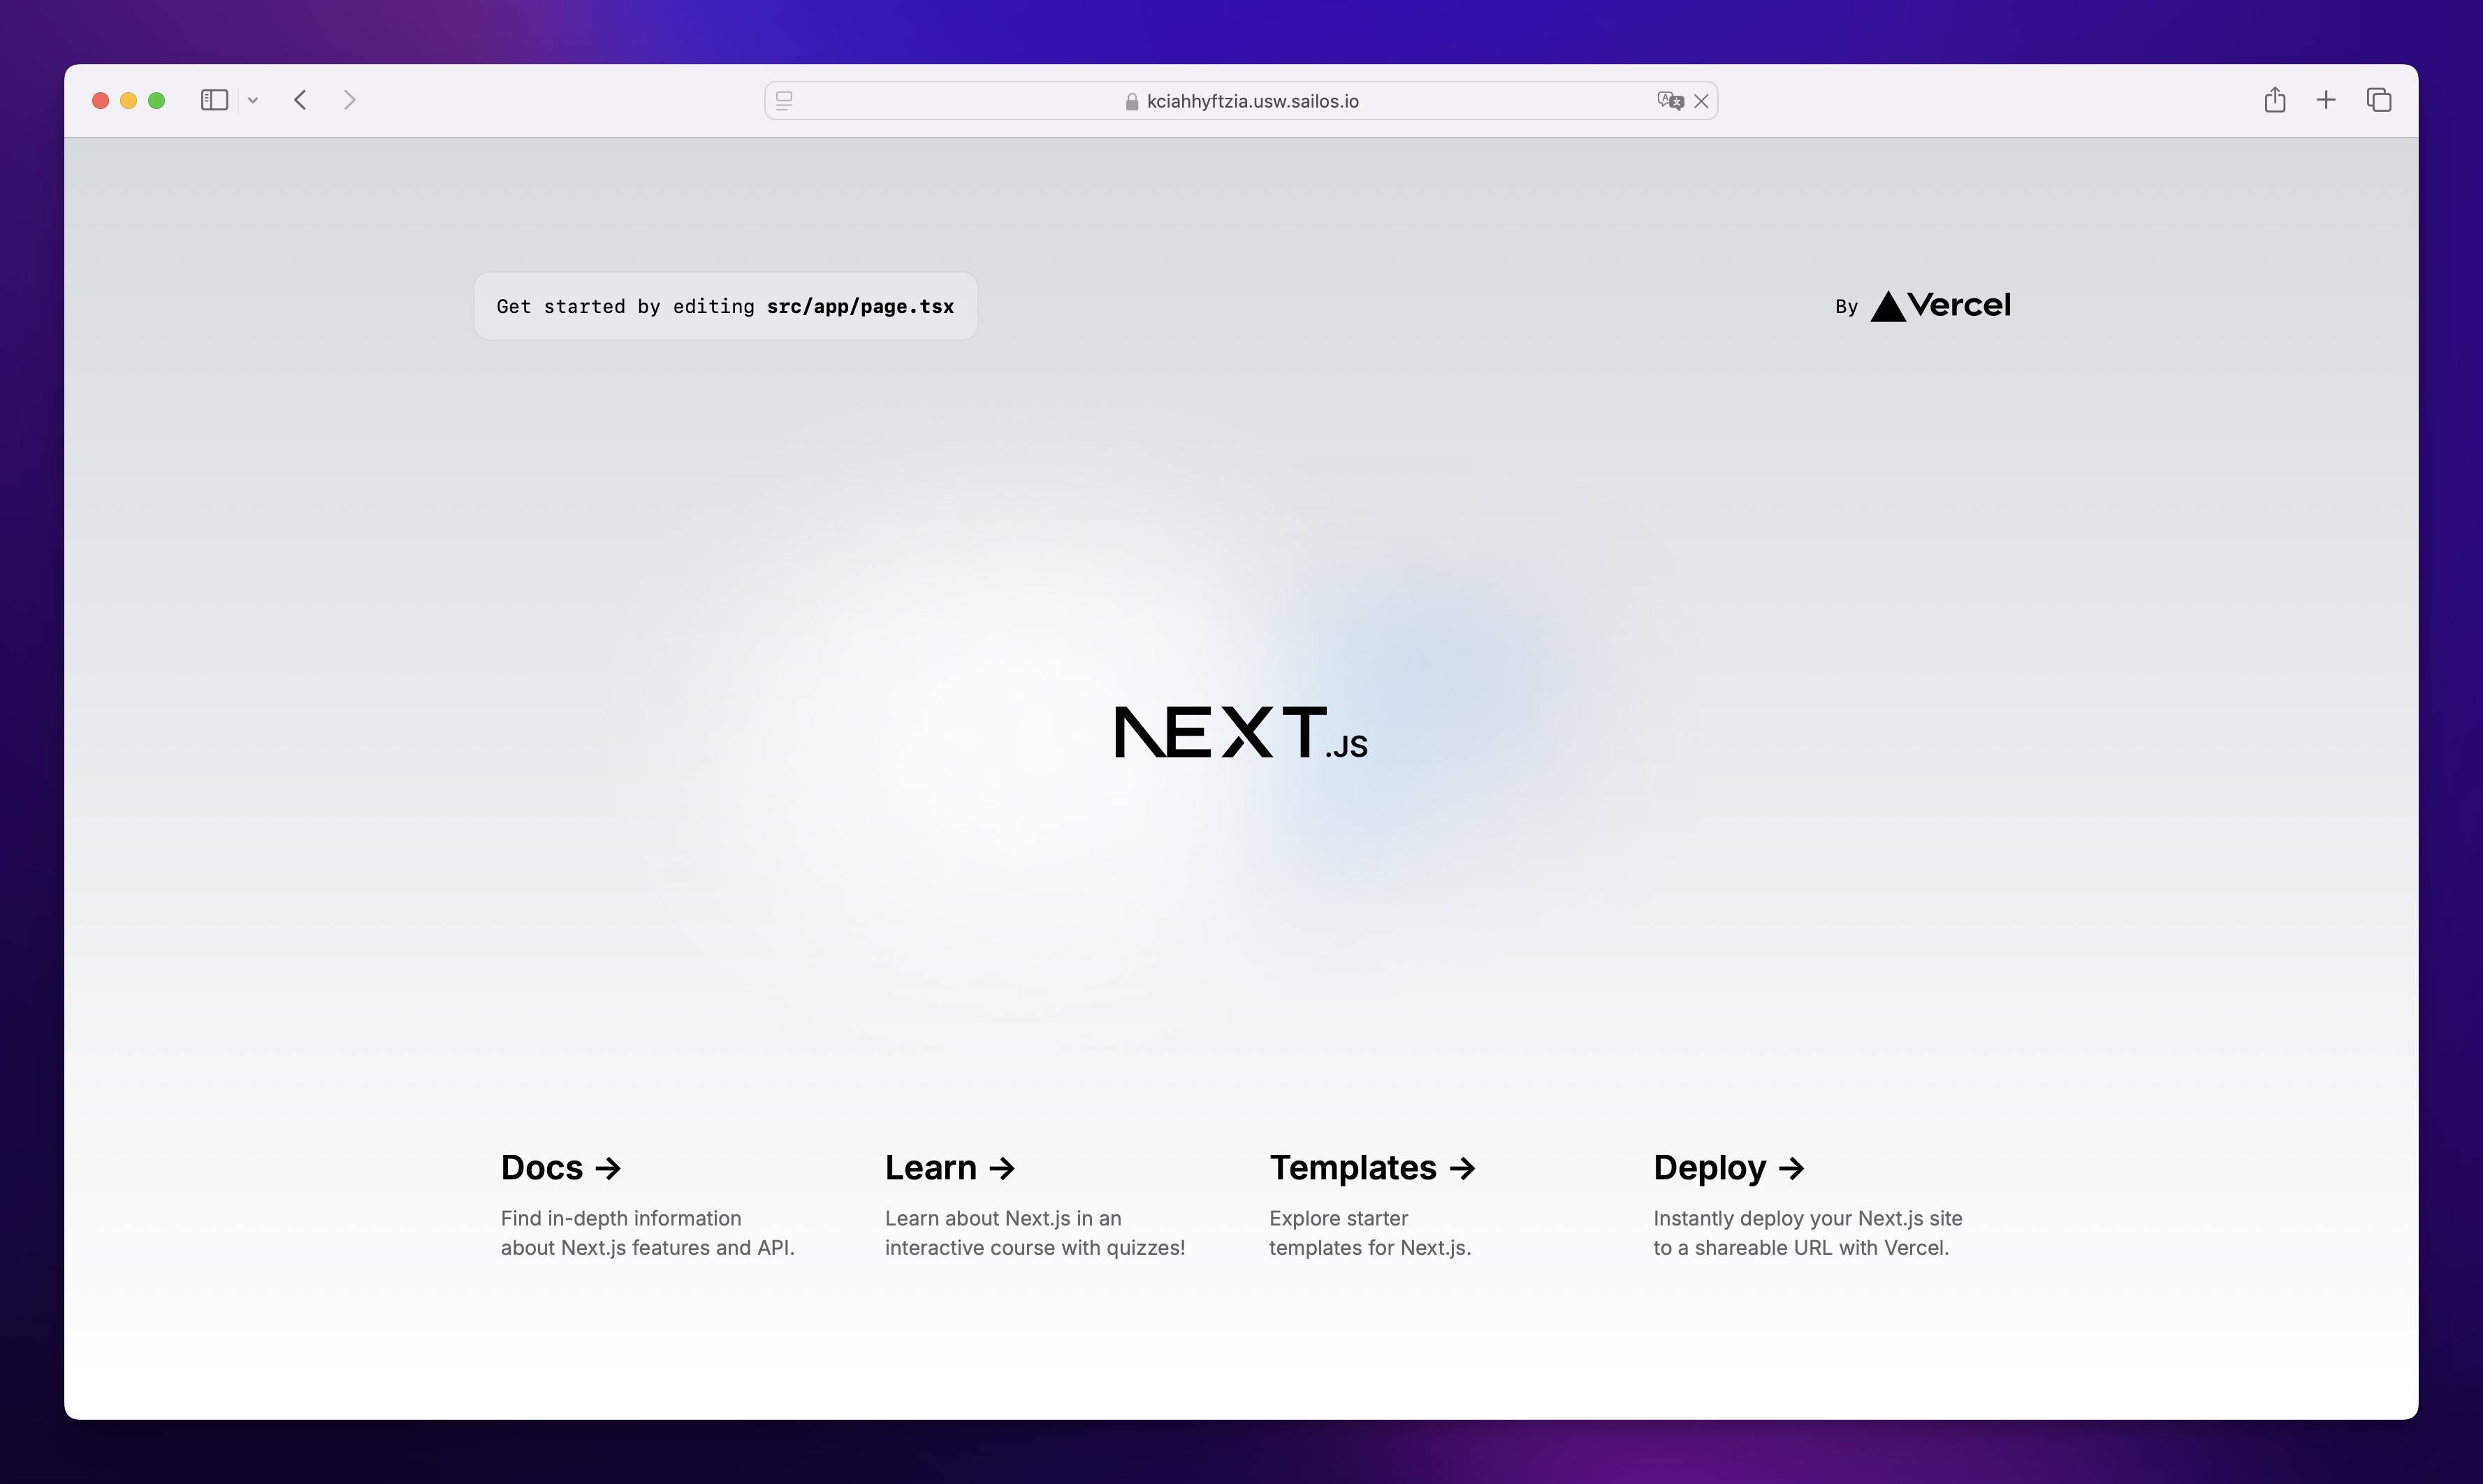 kciahhyftzia.usw.sailos.io
Get started by editing src/app/page.tsx
By Vercel
NEXT.JS
Docs →
Find in-depth information
about Next.js features and API.
Learn →
Learn about Next.js in an
interactive course with quizzes!
Templates →
Explore starter
templates for Next.js.
Deploy →
Instantly deploy your Next.js site
to a shareable URL with Vercel.